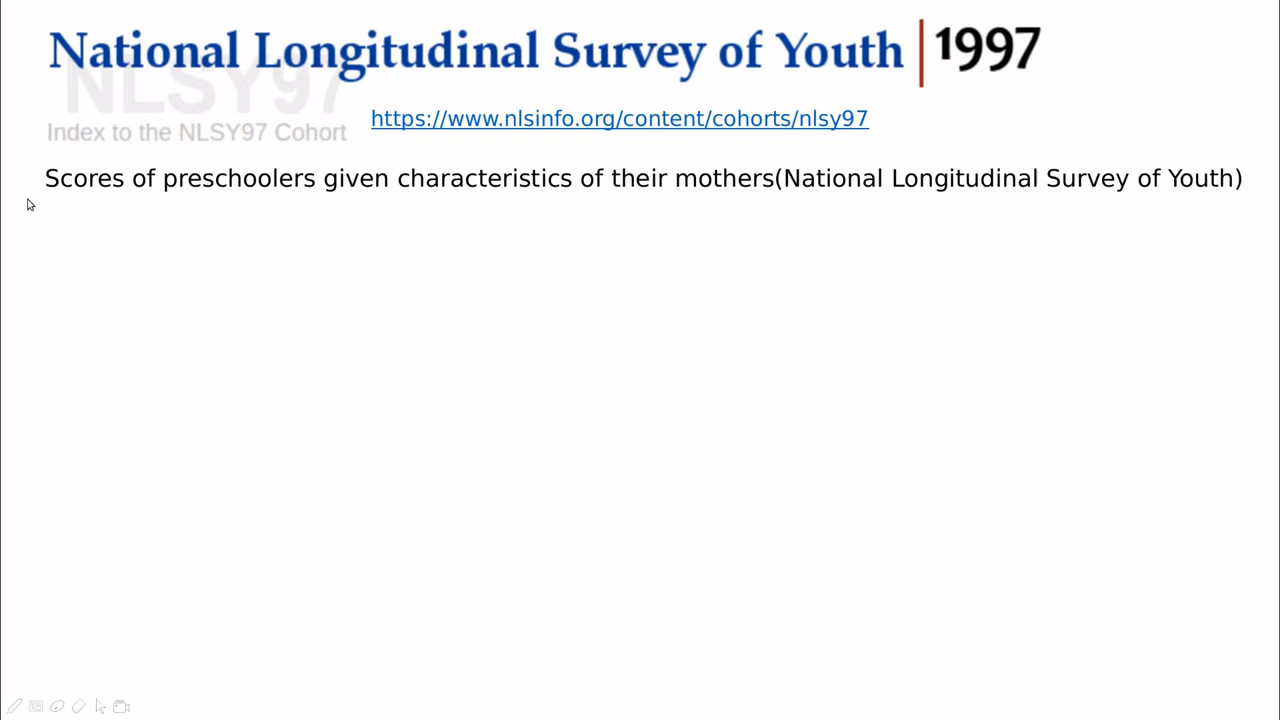 National Longitudinal Survey of Youth | 1997
NLSY97
Index to the NLSY97 Cohort
https://www.nlsinfo.org/content/cohorts/nlsy97
Scores of preschoolers given characteristics of their mothers(National Longitudinal Survey of Youth)